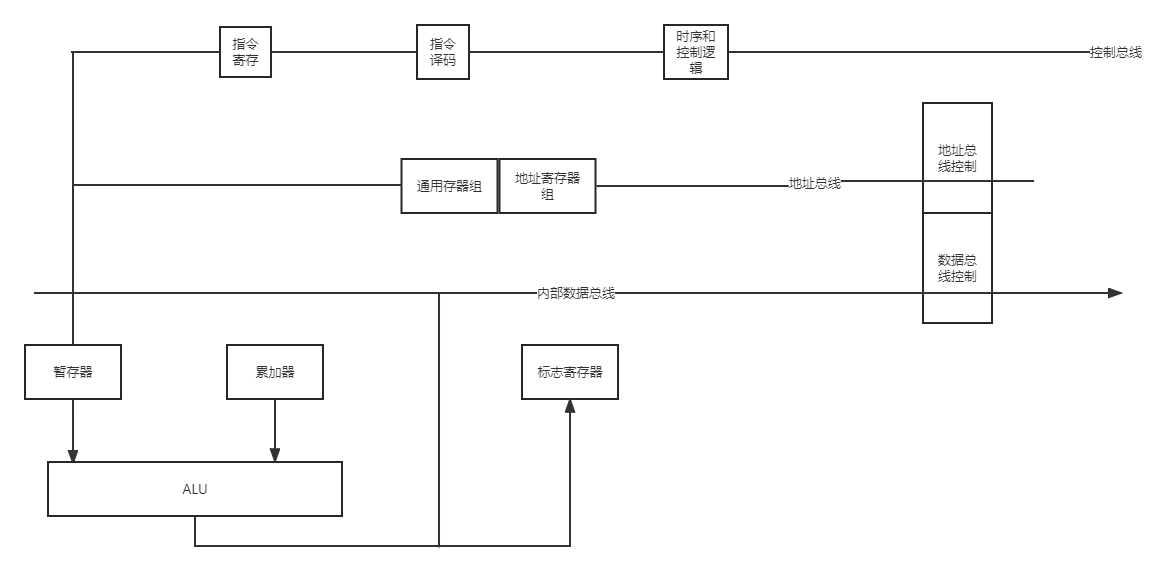 指令
寄存
指令
译码
时序和
控制逻
辑
控制总线
地址总
线控制
通用存器组
地址寄存器
组
地址总线
数据总
线控制
内部数据总线
暂存器
累加器
标志寄存器
ALU